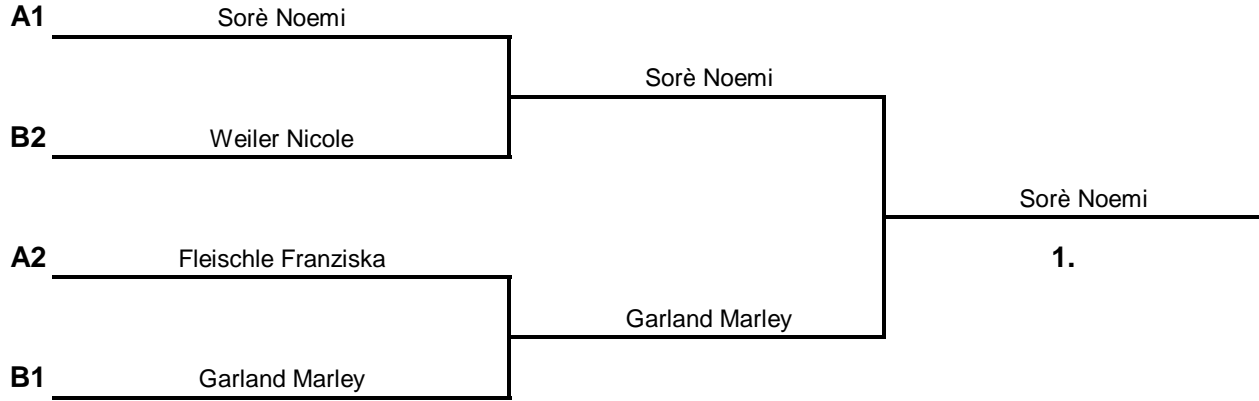 A1 Sorè Noemi
Sorè Noemi
B2 Weiler Nicole
Sorè Noemi
A2 Fleischle Franziska
1.
Garland Marley
B1 Garland Marley